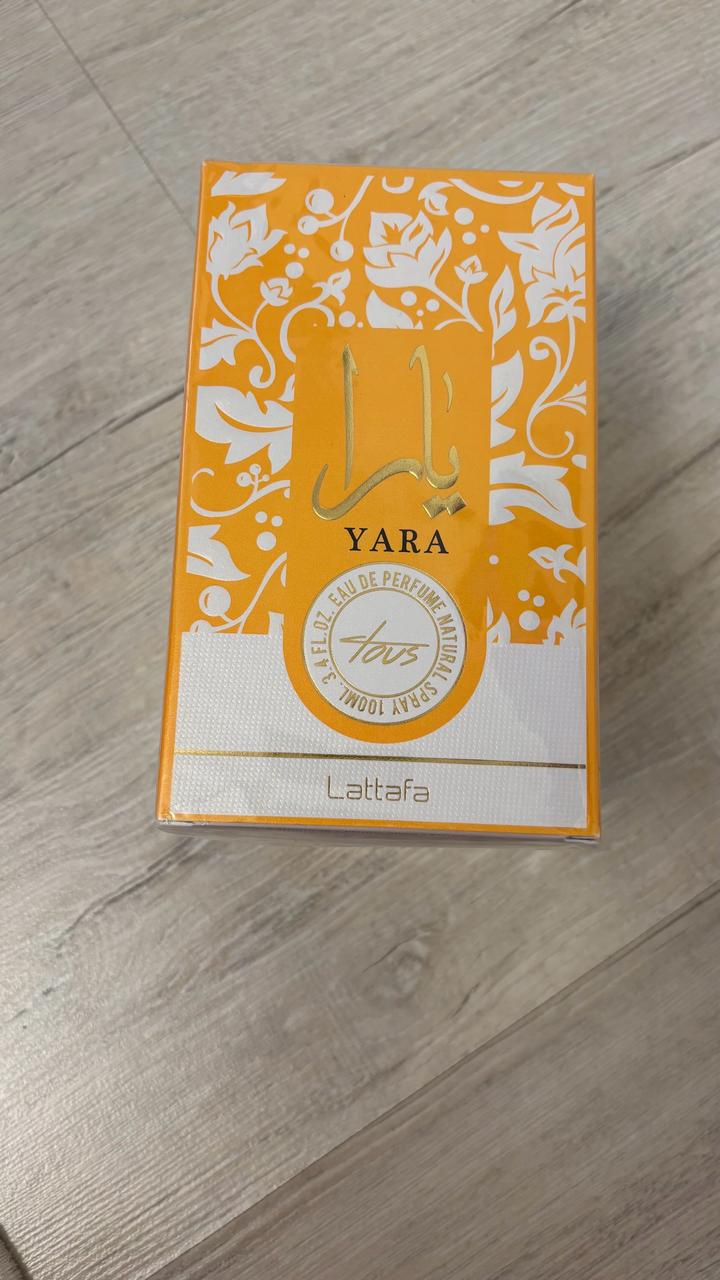 يارا
YARA
EAU DE PERFUME NATURAL SPRAY 100ML. 3.4 FL.OZ.
tous
Lattafa